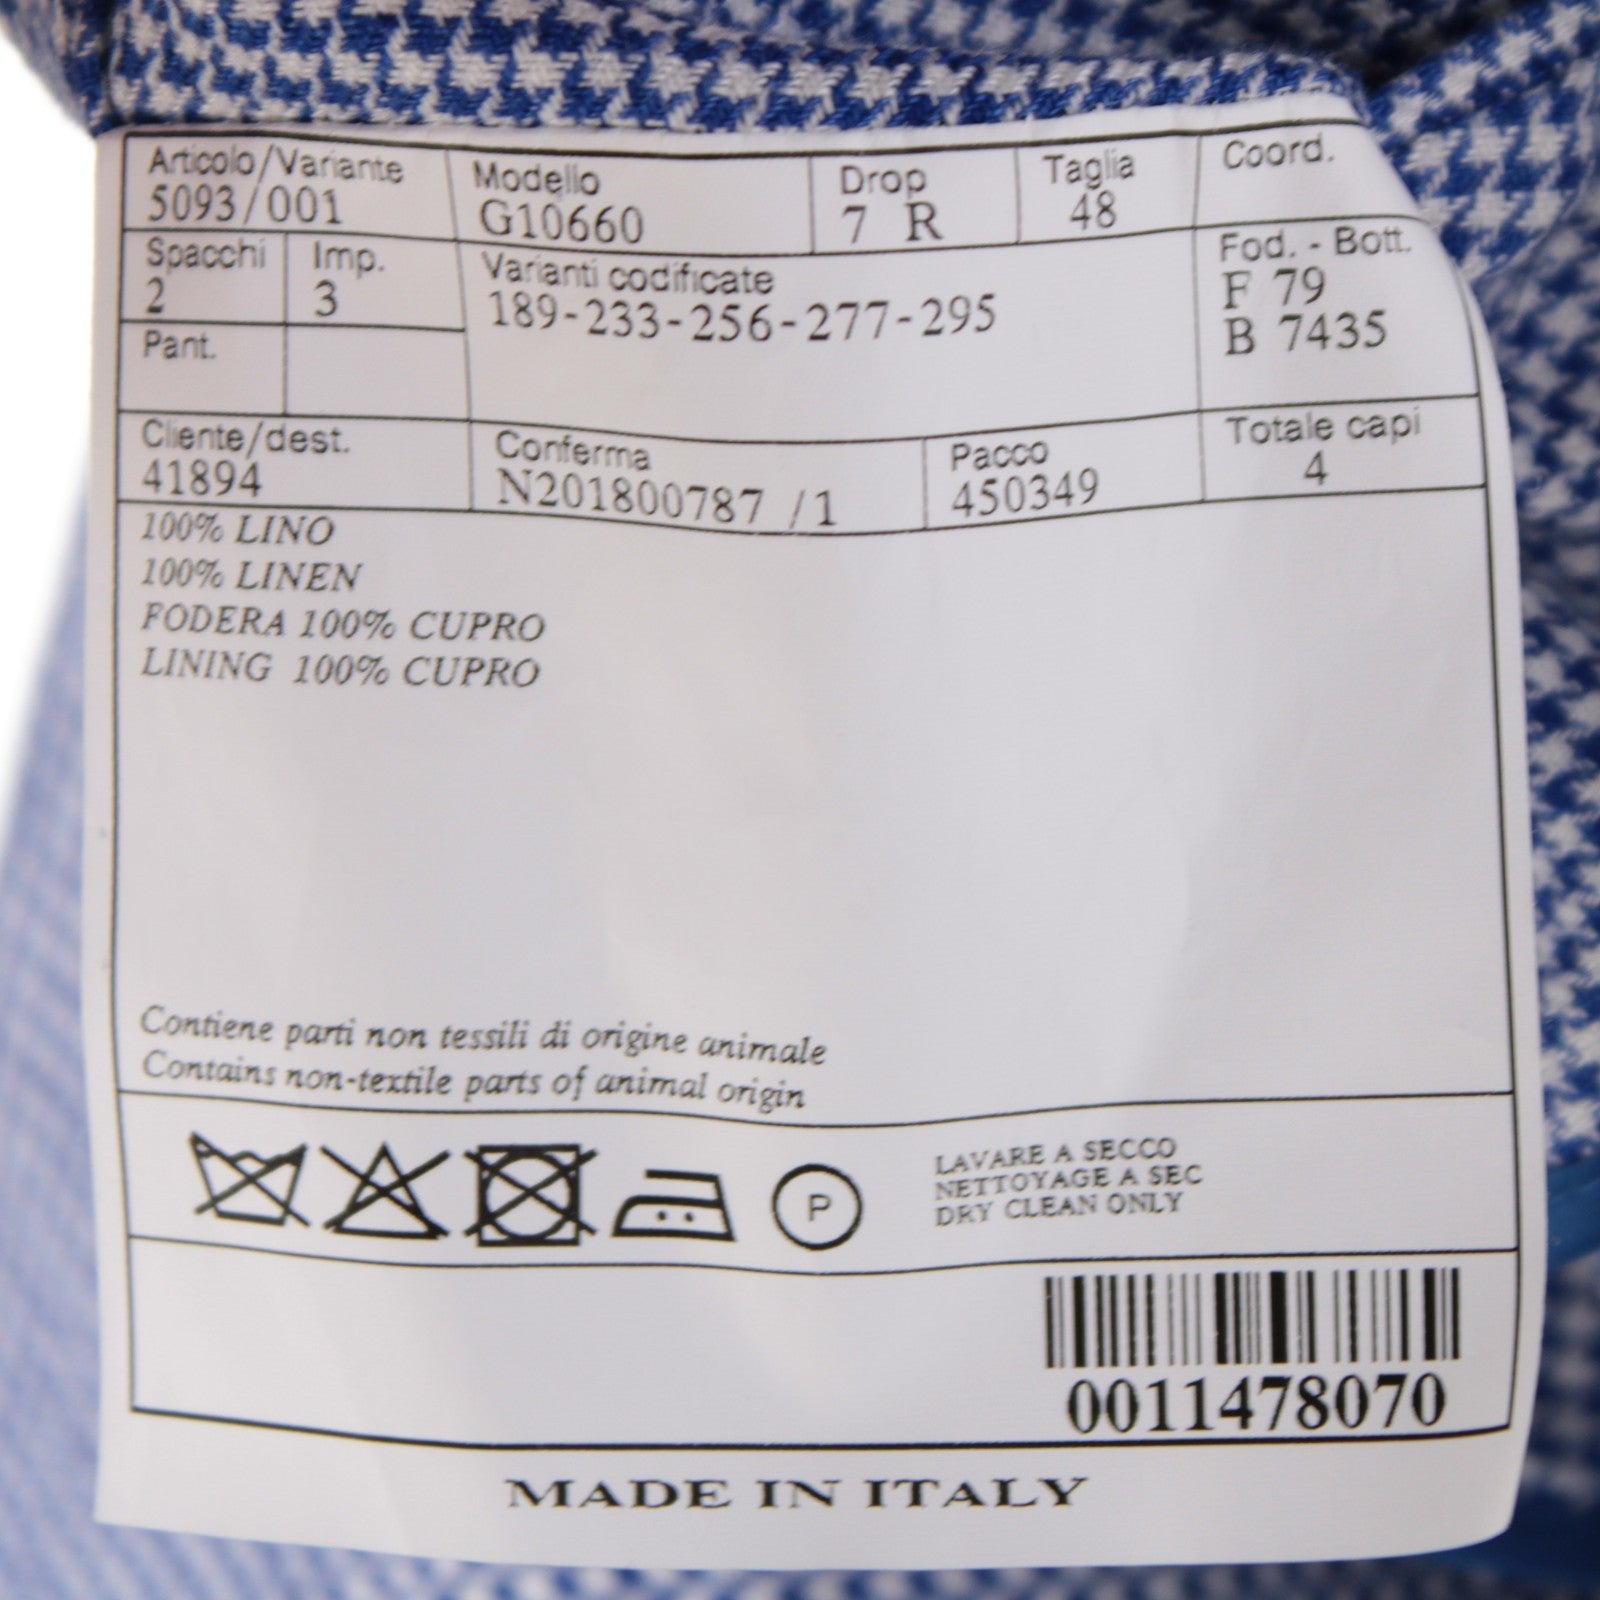 Articolo/Variante Modello Drop Taglia Coord.
5093/001 G10660 7 R 48
Spacchi Imp. Varianti codificate Fod. - Bott.
2 3 189-233-256-277-295 F 79
B 7435
Pant.
Cliente/dest. Conferma Pacco Totale capi
41894 N201800787 /1 450349 4
100% LINO
100% LINEN
FODERA 100% CUPRO
LINING 100% CUPRO
Contiene parti non tessili di origine animale
Contains non-textile parts of animal origin
P
LAVARE A SECCO
NETTOYAGE A SEC
DRY CLEAN ONLY
0011478070
MADE IN ITALY